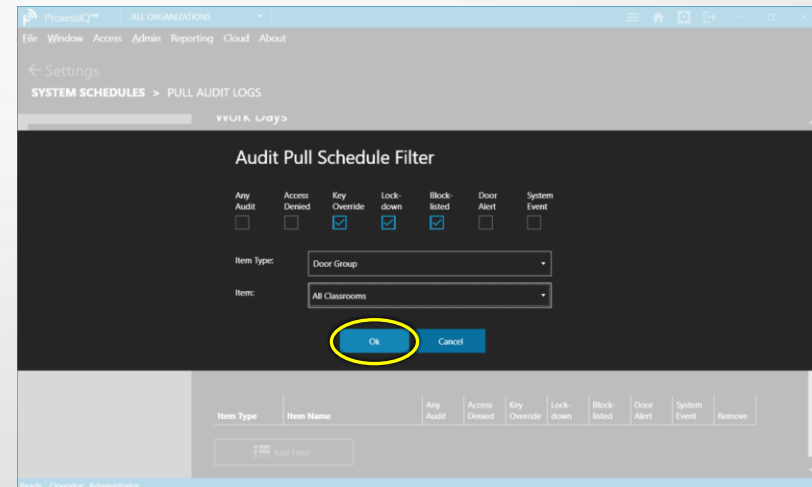 ProxessIQ™ ALL ORGANIZATIONS
File Window Access Admin Reporting Cloud About
Settings
SYSTEM SCHEDULES > PULL AUDIT LOGS
Work Days
Audit Pull Schedule Filter
Any Audit Access Denied Key Override Lock-down Block-listed Door Alert System Event
Item Type: Door Group
Item: All Classrooms
Ok Cancel
Item Type Item Name Any Audit Access Denied Key Override Lock-down Block-listed Door Alert System Event Remove
Add Filter
Ready Operator: Administrator